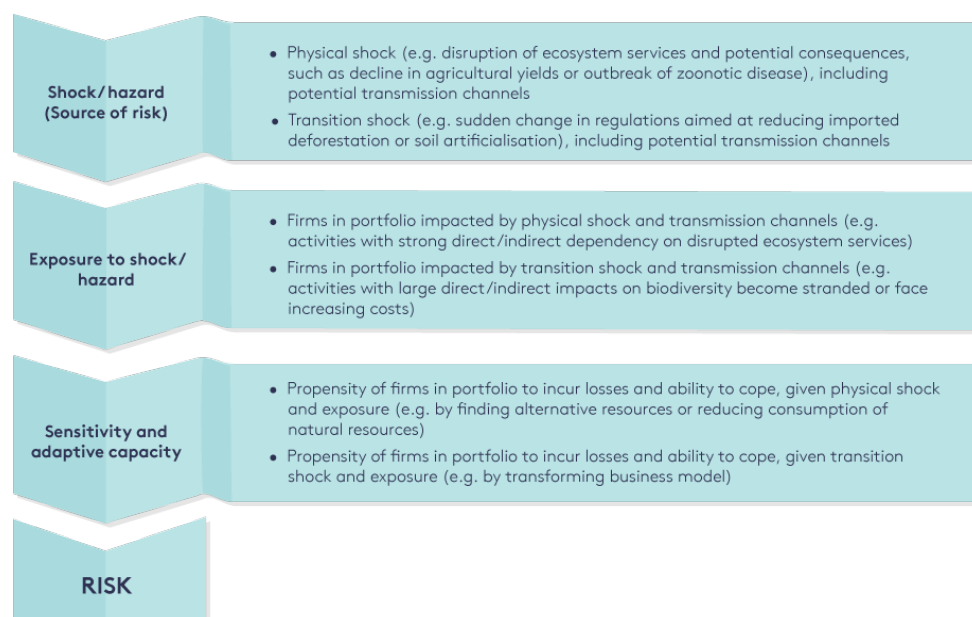 Shock/hazard
(Source of risk)
• Physical shock (e.g. disruption of ecosystem services and potential consequences,
such as decline in agricultural yields or outbreak of zoonotic disease), including
potential transmission channels
• Transition shock (e.g. sudden change in regulations aimed at reducing imported
deforestation or soil artificialisation), including potential transmission channels
Exposure to shock/
hazard
• Firms in portfolio impacted by physical shock and transmission channels (e.g.
activities with strong direct/indirect dependency on disrupted ecosystem services)
• Firms in portfolio impacted by transition shock and transmission channels (e.g.
activities with large direct/indirect impacts on biodiversity become stranded or face
increasing costs)
Sensitivity and
adaptive capacity
• Propensity of firms in portfolio to incur losses and ability to cope, given physical shock
and exposure (e.g. by finding alternative resources or reducing consumption of
natural resources)
• Propensity of firms in portfolio to incur losses and ability to cope, given transition
shock and exposure (e.g. by transforming business model)
RISK